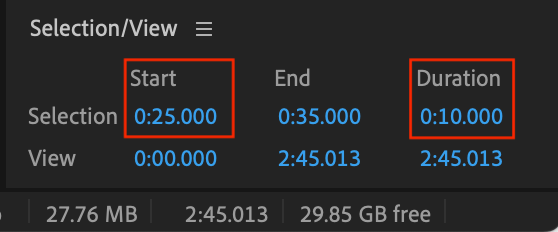 Selection/View
Start End Duration
Selection 0:25.000 0:35.000 0:10.000
View 0:00.000 2:45.013 2:45.013
27.76 MB 2:45.013 29.85 GB free